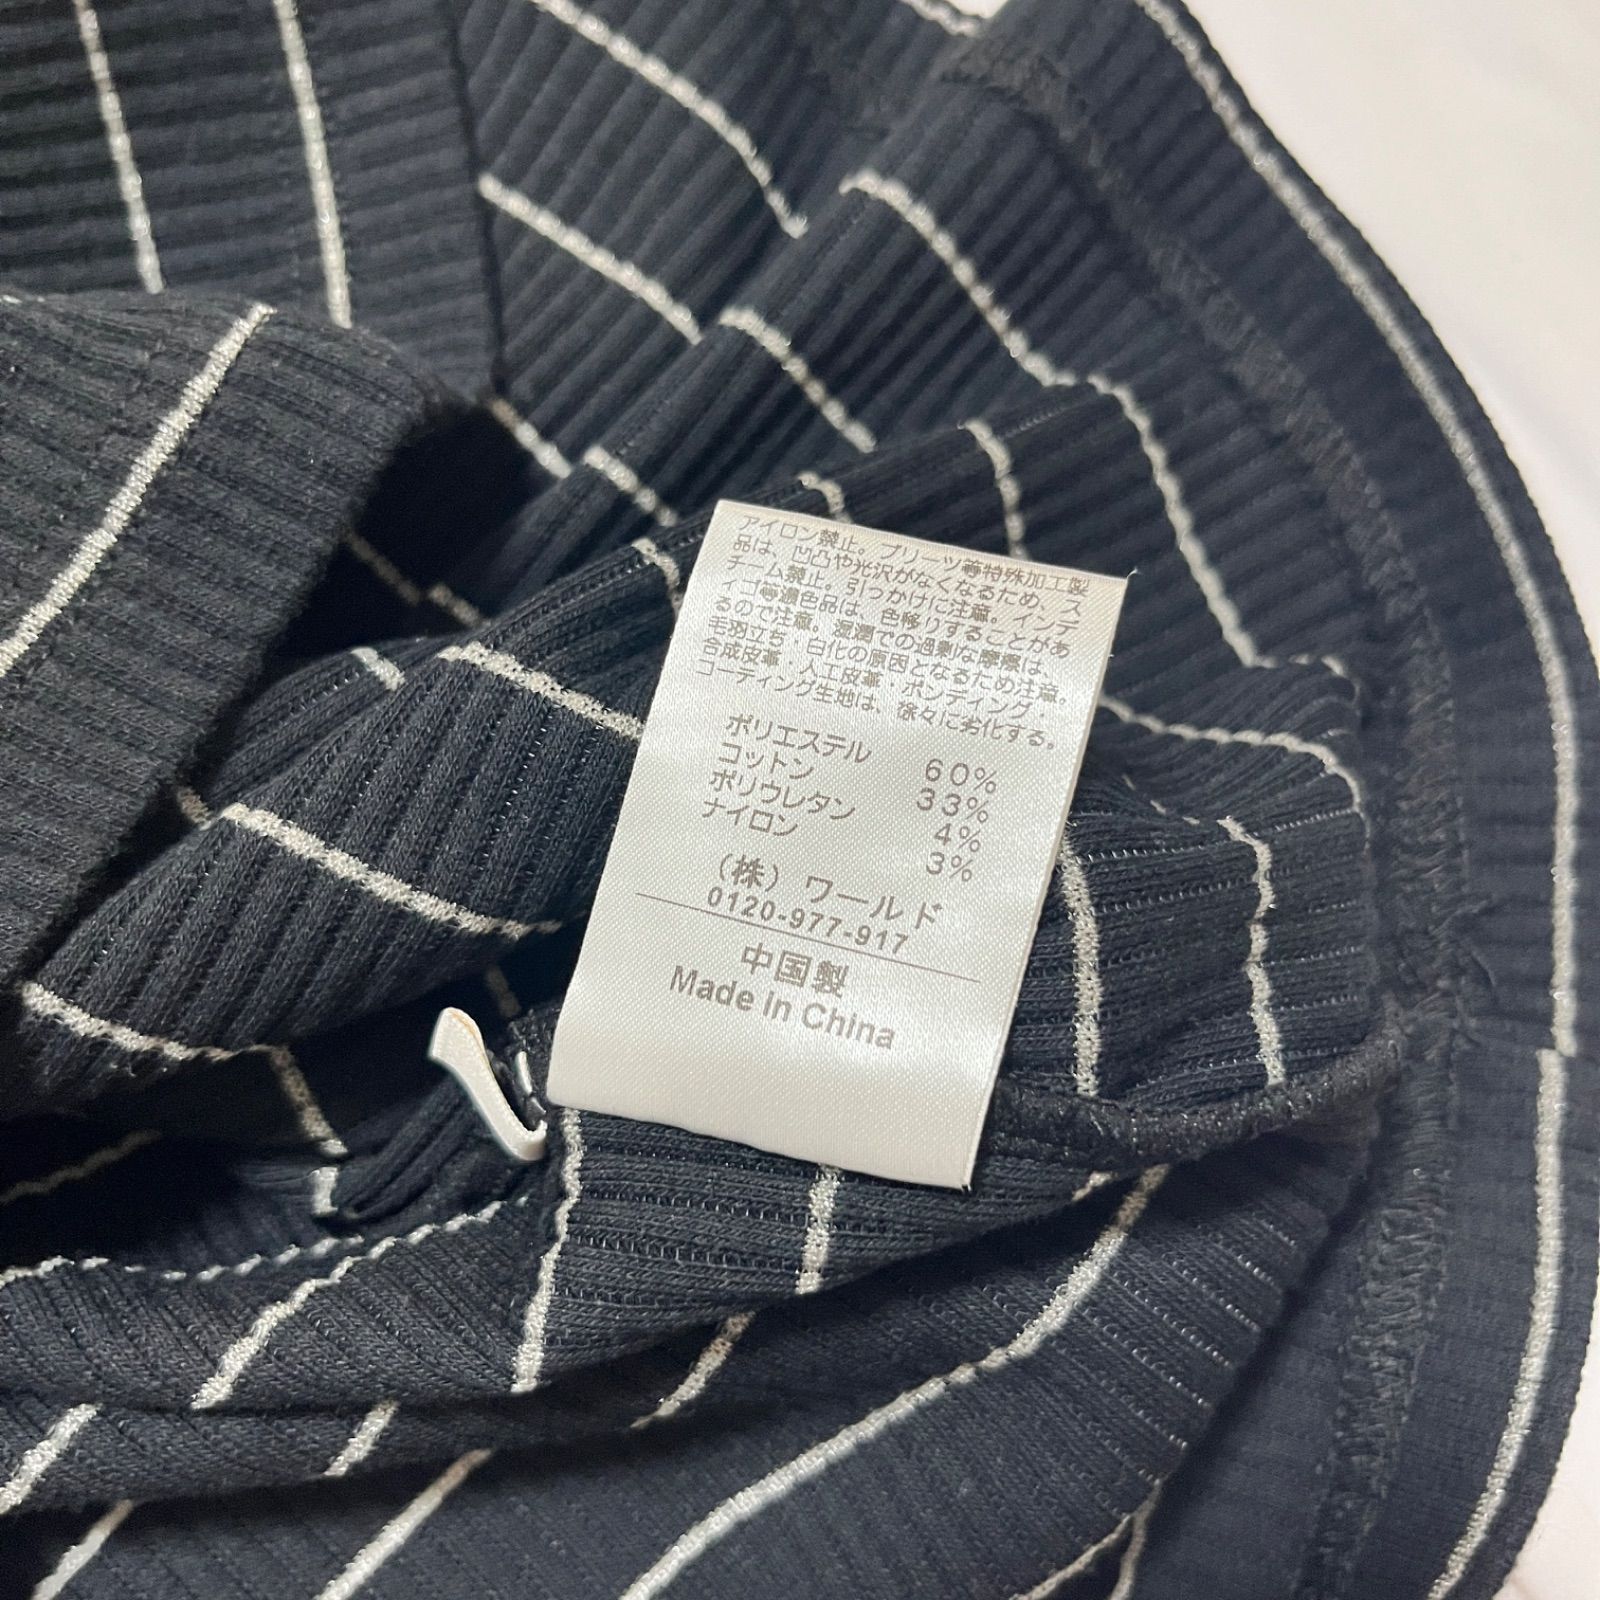 アイロン禁止。プリーツ等特殊加工製
品は、凹凸や光沢がなくなるため、ス
チーム禁止。引っかけに注意。インデ
ィゴ等濃色品は、色移りすることがあ
るので注意。湿潤での過剰な摩擦は、
毛羽立ち・白化の原因となるため注意。
合成皮革・人工皮革・ボンディング・
コーティング生地は、徐々に劣化する。
ポリエステル 60%
コットン 33%
ポリウレタン 4%
ナイロン 3%
(株) ワールド
0120-977-917
中国製
Made in China